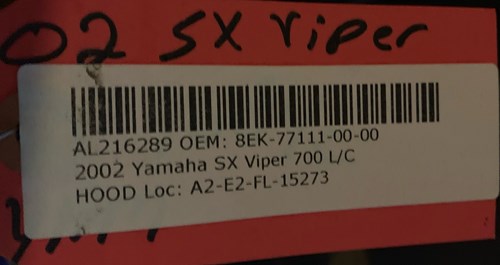 02 SX Viper
AL216289 OEM: 8EK-77111-00-00
2002 Yamaha SX Viper 700 L/C
HOOD Loc: A2-E2-FL-15273